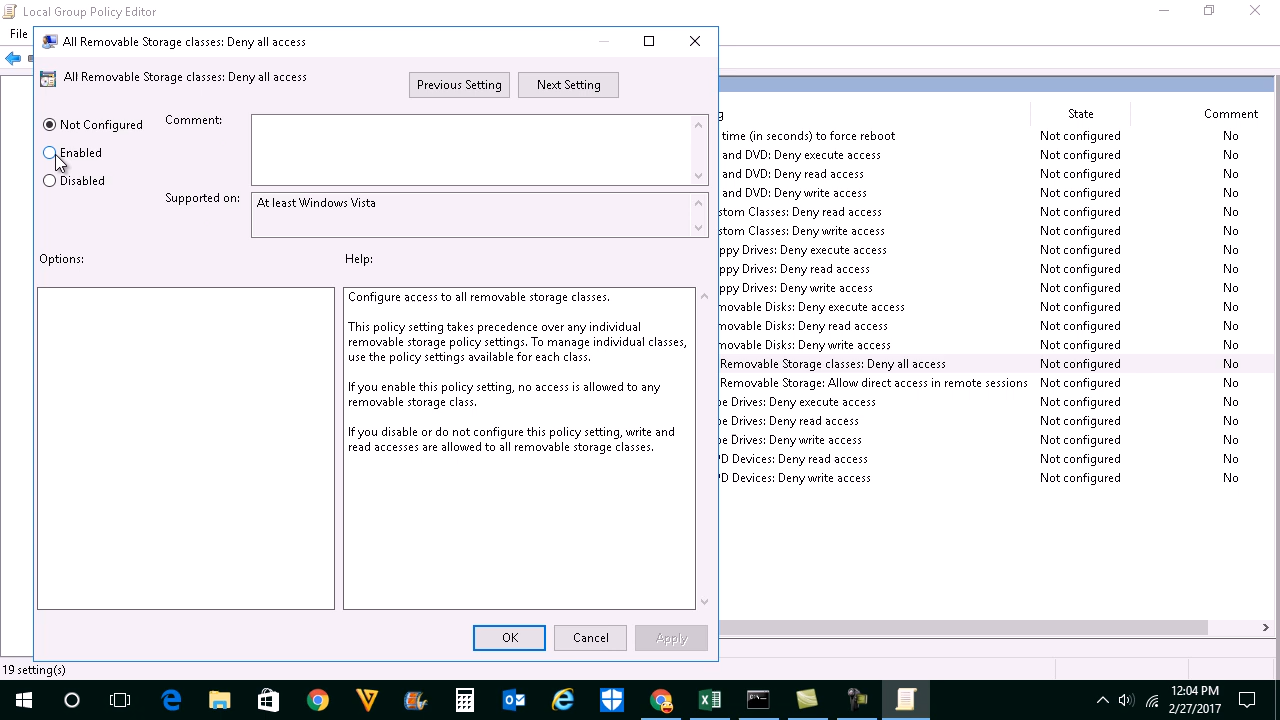 Local Group Policy Editor
File
All Removable Storage classes: Deny all access
All Removable Storage classes: Deny all access
Previous Setting
Next Setting
Not Configured
Enabled
Disabled
Comment:
Supported on:
At least Windows Vista
Options:
Help:
Configure access to all removable storage classes.
This policy setting takes precedence over any individual
removable storage policy settings. To manage individual classes,
use the policy settings available for each class.
If you enable this policy setting, no access is allowed to any
removable storage class.
If you disable or do not configure this policy setting, write and
read accesses are allowed to all removable storage classes.
OK
Cancel
Apply
State
Comment
time (in seconds) to force reboot Not configured No
and DVD: Deny execute access Not configured No
and DVD: Deny read access Not configured No
and DVD: Deny write access Not configured No
stom Classes: Deny read access Not configured No
stom Classes: Deny write access Not configured No
ppy Drives: Deny execute access Not configured No
ppy Drives: Deny read access Not configured No
ppy Drives: Deny write access Not configured No
movable Disks: Deny execute access Not configured No
movable Disks: Deny read access Not configured No
movable Disks: Deny write access Not configured No
Removable Storage classes: Deny all access Not configured No
Removable Storage: Allow direct access in remote sessions Not configured No
pe Drives: Deny execute access Not configured No
pe Drives: Deny read access Not configured No
pe Drives: Deny write access Not configured No
PD Devices: Deny read access Not configured No
PD Devices: Deny write access Not configured No
19 setting(s)
12:04 PM
2/27/2017